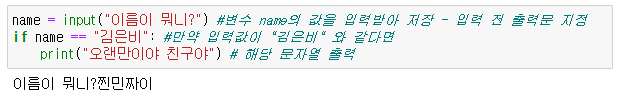 name = input("이름이 뭐니?") #변수 name의 값을 입력받아 저장 - 입력 전 출력문 지정
if name == "김은비": #만약 입력값이 "김은비" 와 같다면
    print("오랜만이야 친구야") # 해당 문자열 출력
이름이 뭐니?찐민짜이